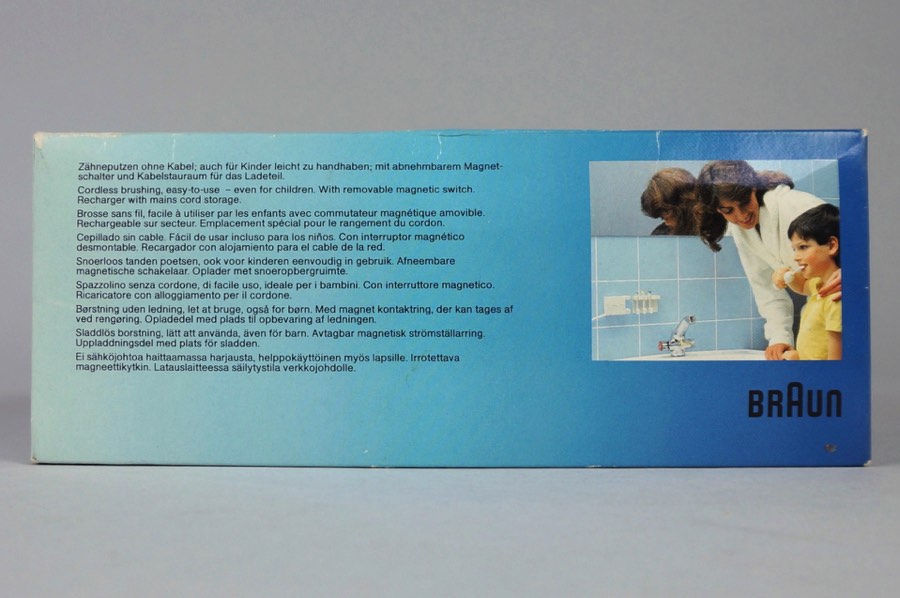 Zähneputzen ohne Kabel; auch für Kinder leicht zu handhaben; mit abnehmbarem Magnet-
schalter und Kabelstauraum für das Ladeteil.
Cordless brushing, easy-to-use – even for children. With removable magnetic switch.
Recharger with mains cord storage.
Brosse sans fil, facile à utiliser par les enfants avec commutateur magnétique amovible.
Rechargeable sur secteur. Emplacement spécial pour le rangement du cordon.
Cepillado sin cable. Fácil de usar incluso para los niños. Con interruptor magnético
desmontable. Recargador con alojamiento para el cable de la red.
Snoerloos tanden poetsen, ook voor kinderen eenvoudig in gebruik. Afneembare
magnetische schakelaar. Oplader met snoeropbergruimte.
Spazzolino senza cordone, di facile uso, ideale per i bambini. Con interruttore magnetico.
Ricaricatore con alloggiamento per il cordone.
Børstning uden ledning, let at bruge, også for børn. Med magnet kontaktring, der kan tages af
ved rengøring. Opladedel med plads til opbevaring af ledningen.
Sladdlös borstning, lätt att använda, även för barn. Avtagbar magnetisk strömställarring.
Uppladdningsdel med plats för sladden.
Ei sähköjohtoa haittaamassa harjausta, helppokäyttöinen myös lapsille. Irrotettava
magneettikytkin. Latauslaitteessa säilytystila verkkojohdolle.
BRAUN